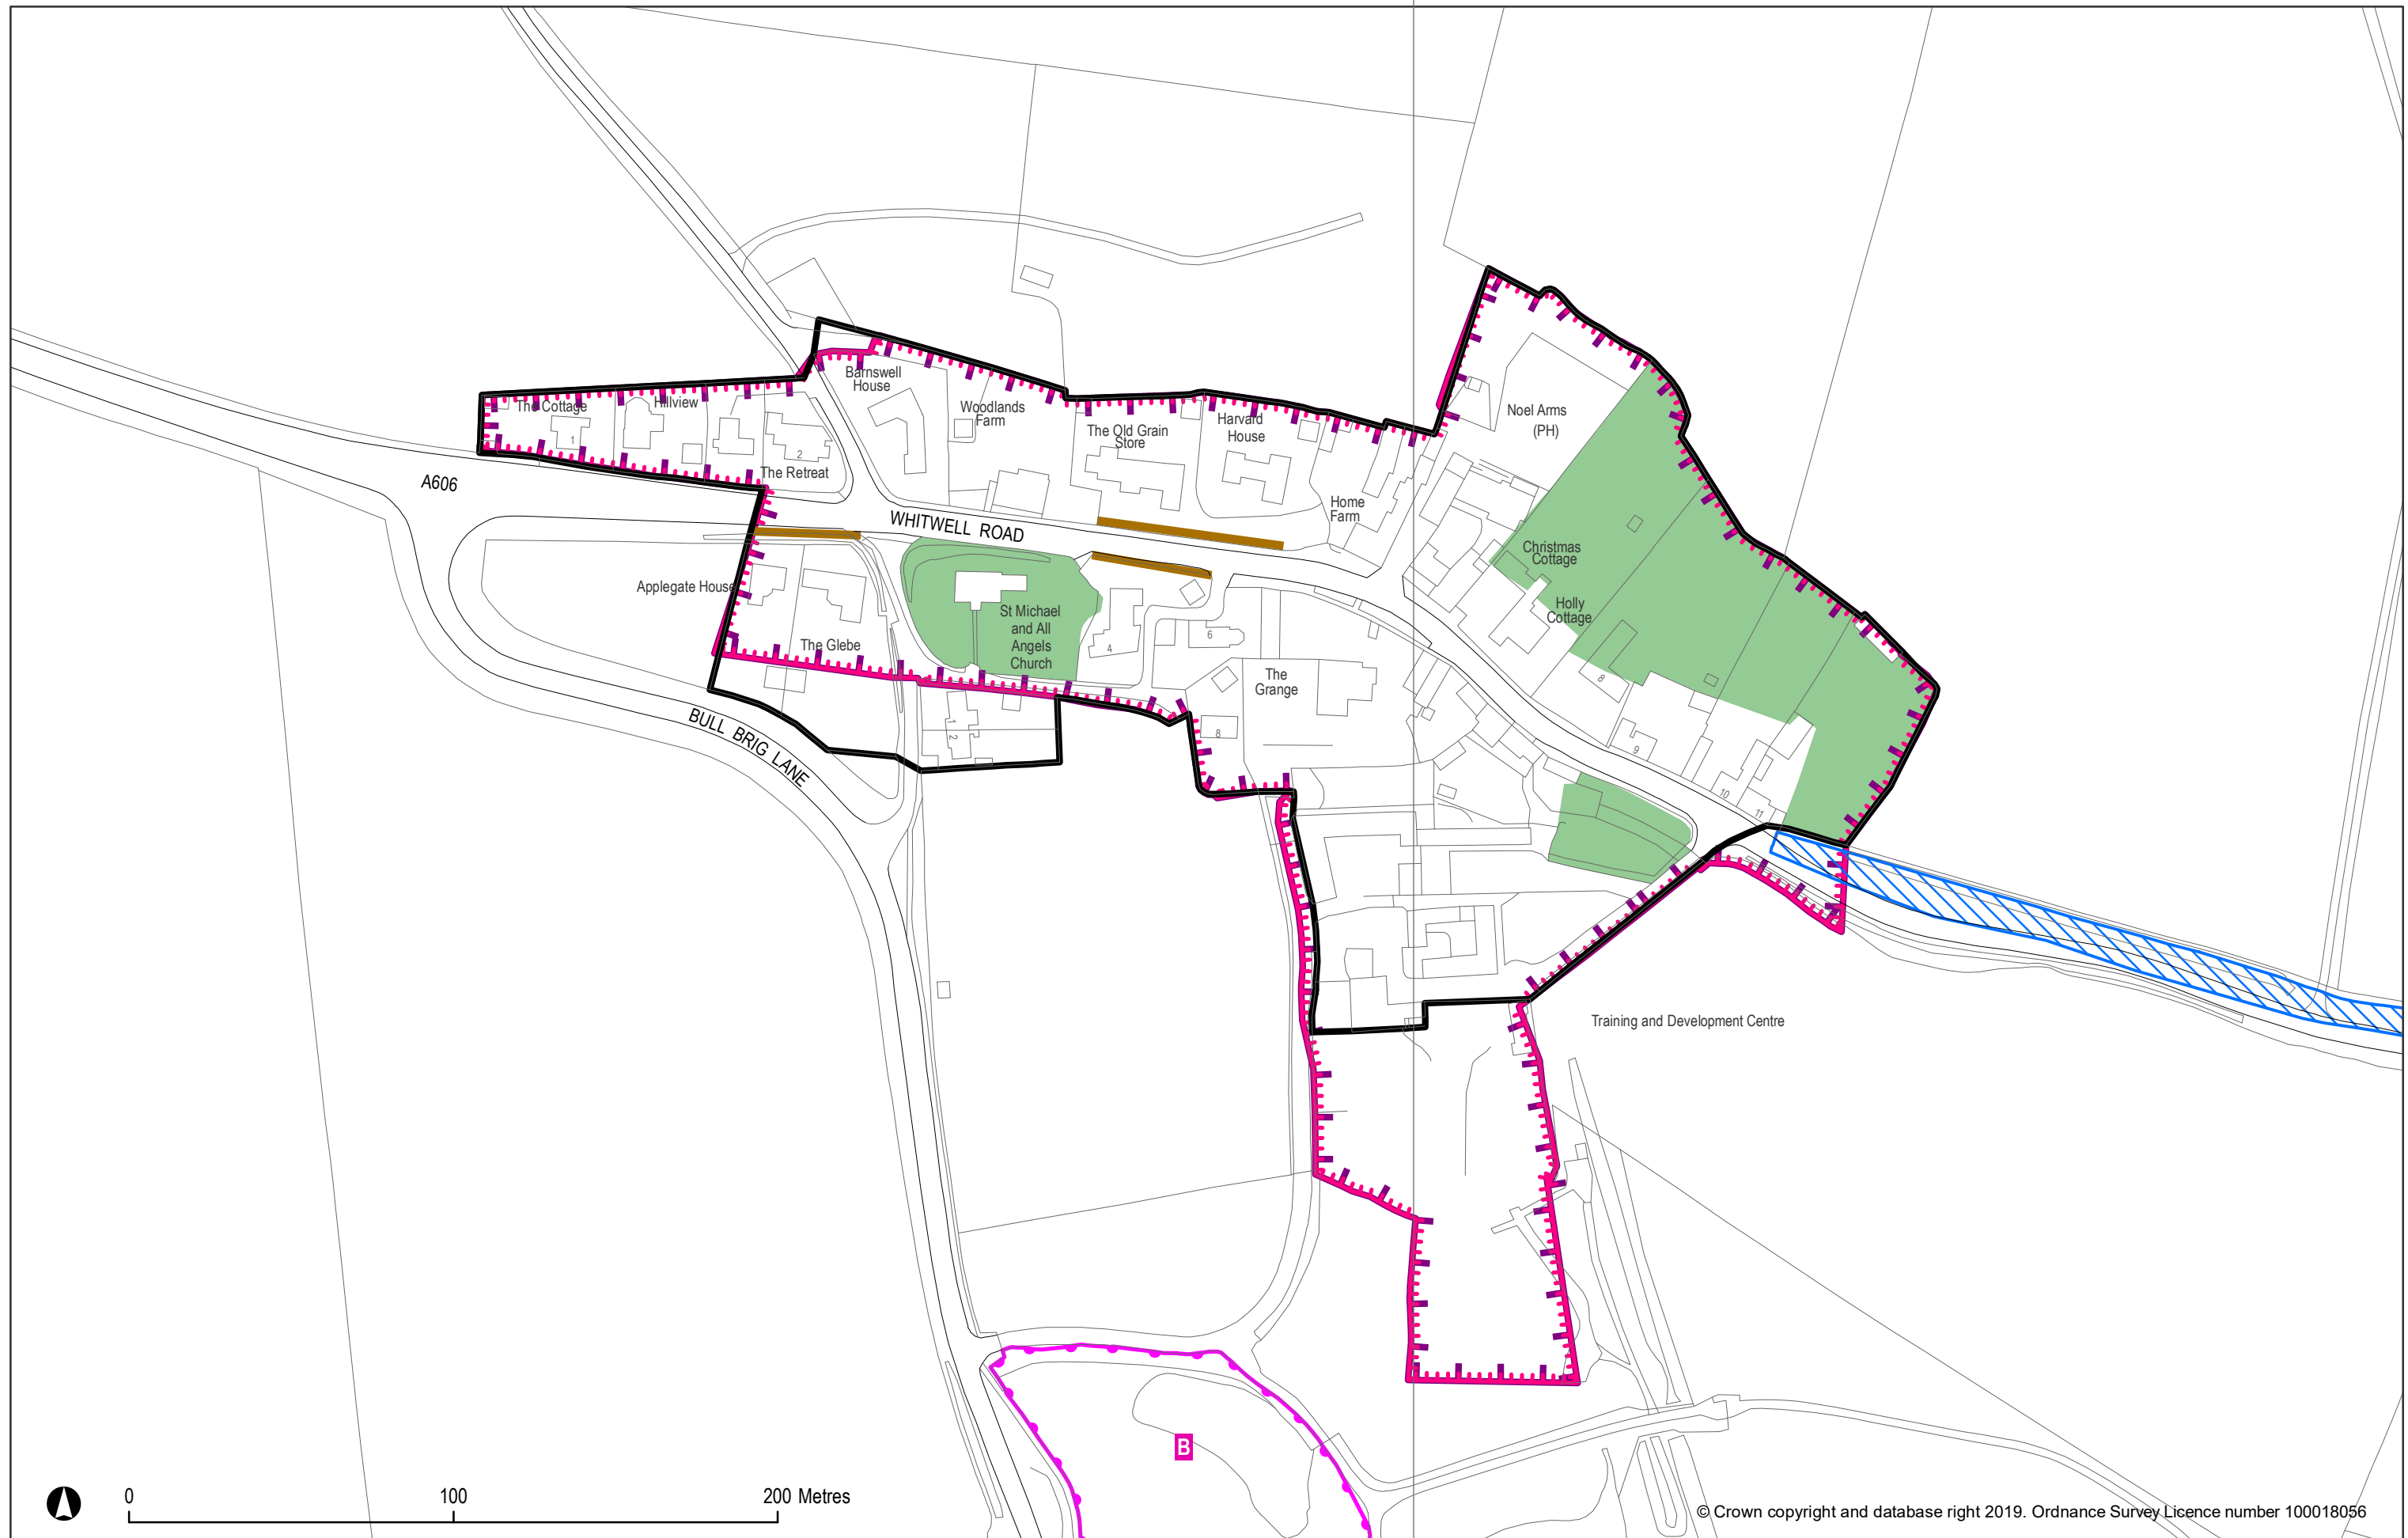 Barnswell
House
The Cottage
Hillview
1
2
The Retreat
Woodlands
Farm
The Old Grain
Store
Harvard
House
Noel Arms
(PH)
A606
Home
Farm
WHITWELL ROAD
Christmas
Cottage
Applegate House
Holly
Cottage
St Michael
and All
Angels
Church
The Glebe
4
6
The
Grange
8
BULL BRIG LANE
1
2
8
9
10
11
Training and Development Centre
B
0 100 200 Metres
© Crown copyright and database right 2019. Ordnance Survey Licence number 100018056